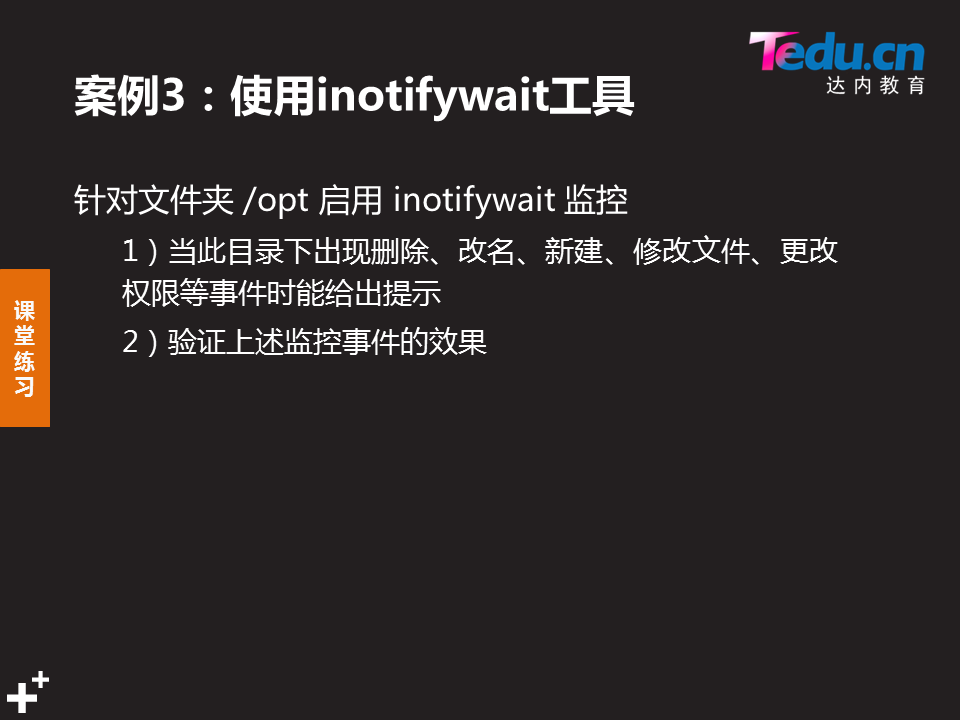 Tedu.cn
达内教育
案例3：使用inotifywait工具
针对文件夹 /opt 启用 inotifywait 监控
1）当此目录下出现删除、改名、新建、修改文件、更改
权限等事件时能给出提示
2）验证上述监控事件的效果
课
堂
练
习